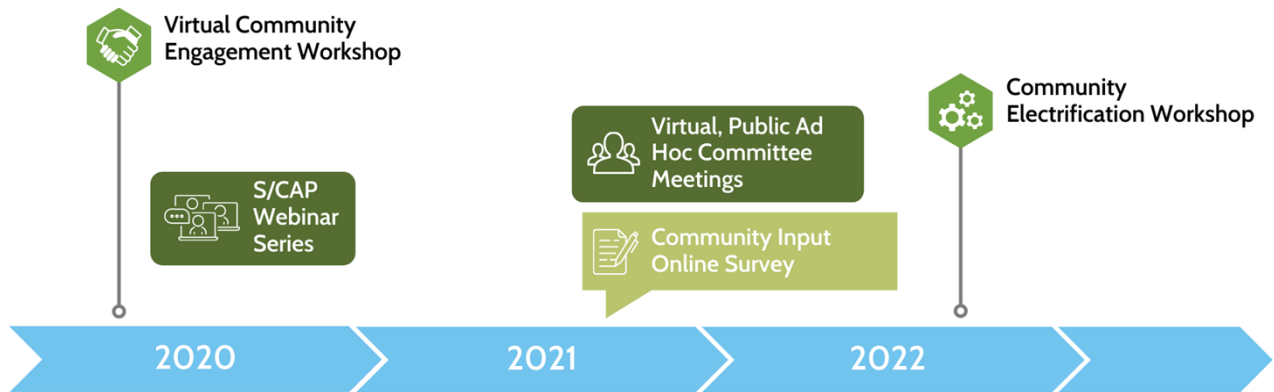 Virtual Community
Engagement Workshop
Community
Electrification Workshop
Virtual, Public Ad
Hoc Committee
Meetings
S/CAP
Webinar
Series
Community Input
Online Survey
2020
2021
2022